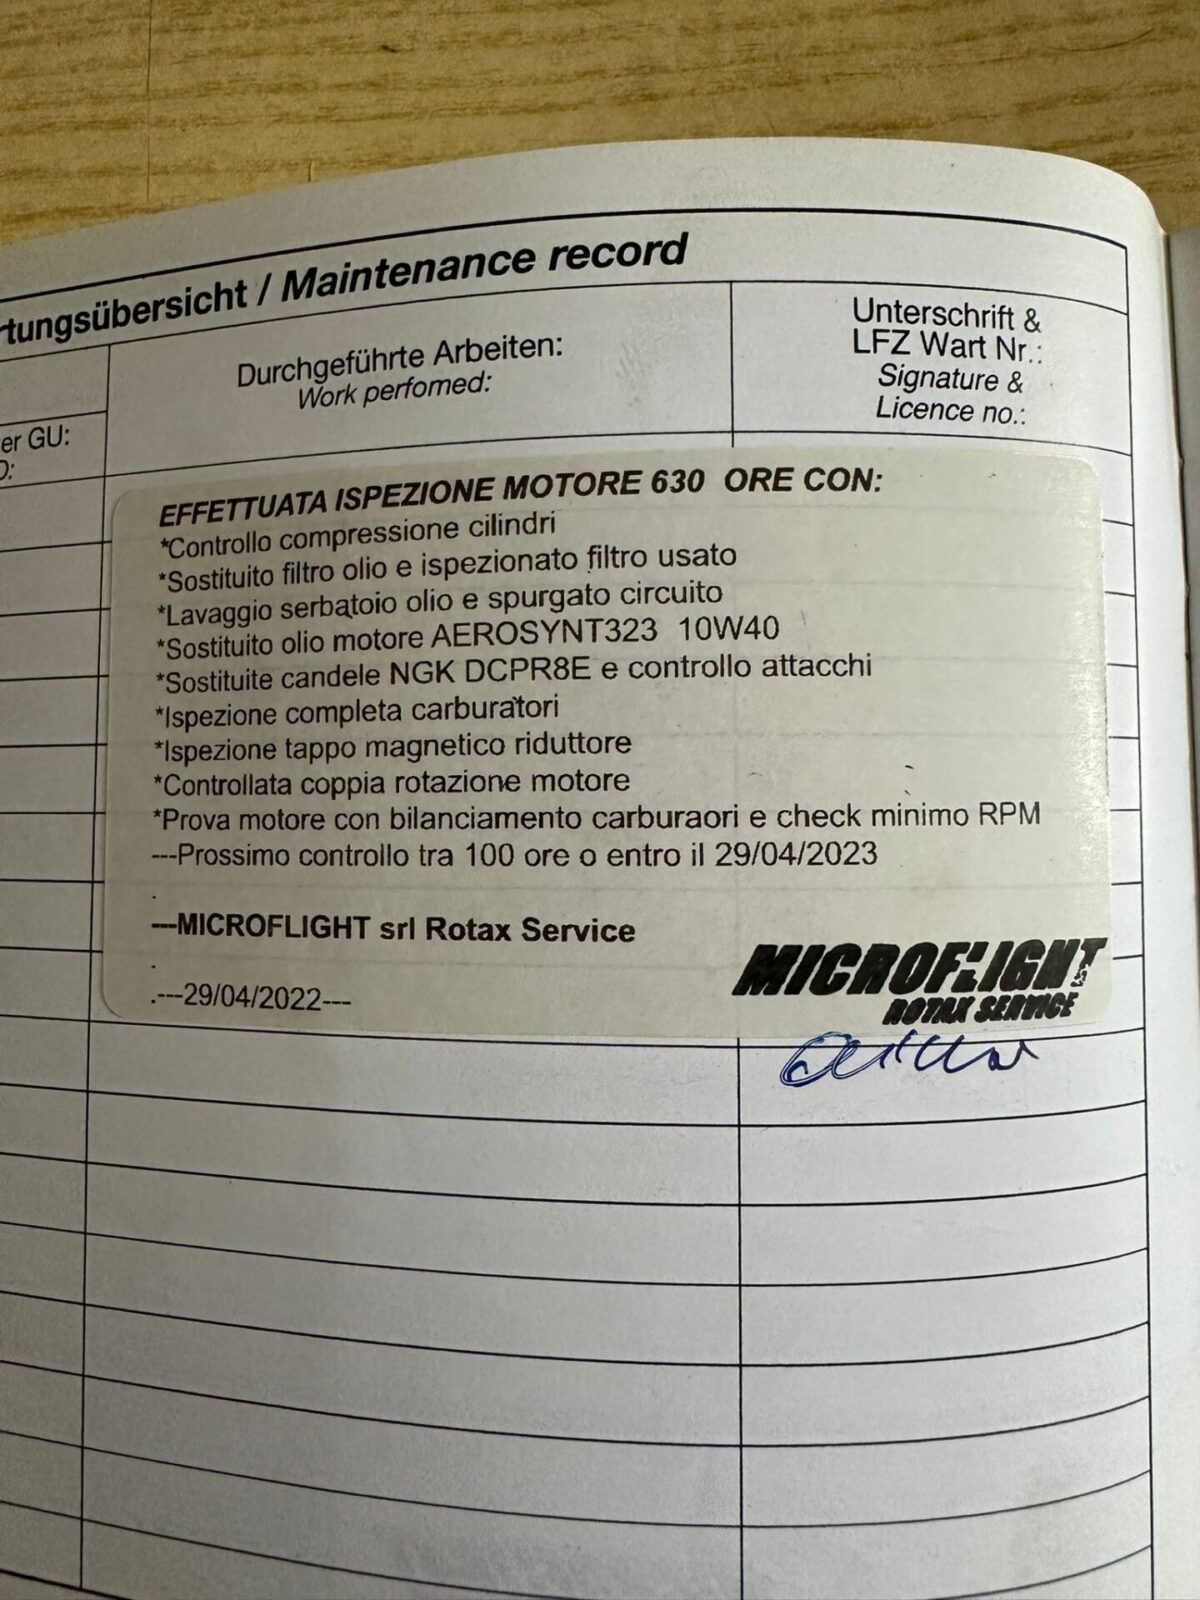 rtungsübersicht / Maintenance record
Durchgeführte Arbeiten:
Work perfomed:
Unterschrift &
LFZ Wart Nr.:
Signature &
Licence no.:
er GU:
O:
EFFETTUATA ISPEZIONE MOTORE 630 ORE CON:
*Controllo compressione cilindri
*Sostituito filtro olio e ispezionato filtro usato
*Lavaggio serbatoio olio e spurgato circuito
*Sostituito olio motore AEROSYNT323 10W40
*Sostituite candele NGK DCPR8E e controllo attacchi
*Ispezione completa carburatori
*Ispezione tappo magnetico riduttore
*Controllata coppia rotazione motore
*Prova motore con bilanciamento carburaori e check minimo RPM
---Prossimo controllo tra 100 ore o entro il 29/04/2023
.
---MICROFLIGHT srl Rotax Service
.
.---29/04/2022---
MICROFLIGHT
ROTAX SERVICE